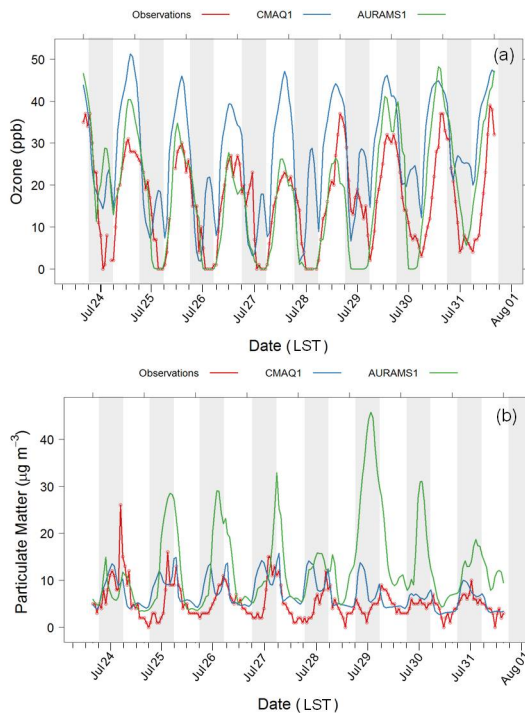 Observations CMAQ1 AURAMS1
(a)
Ozone (ppb)
50
40
30
20
10
0
Jul 24 Jul 25 Jul 26 Jul 27 Jul 28 Jul 29 Jul 30 Jul 31 Aug 01
Date (LST)
Observations CMAQ1 AURAMS1
(b)
Particulate Matter (µg m⁻³)
40
30
20
10
0
Jul 24 Jul 25 Jul 26 Jul 27 Jul 28 Jul 29 Jul 30 Jul 31 Aug 01
Date (LST)